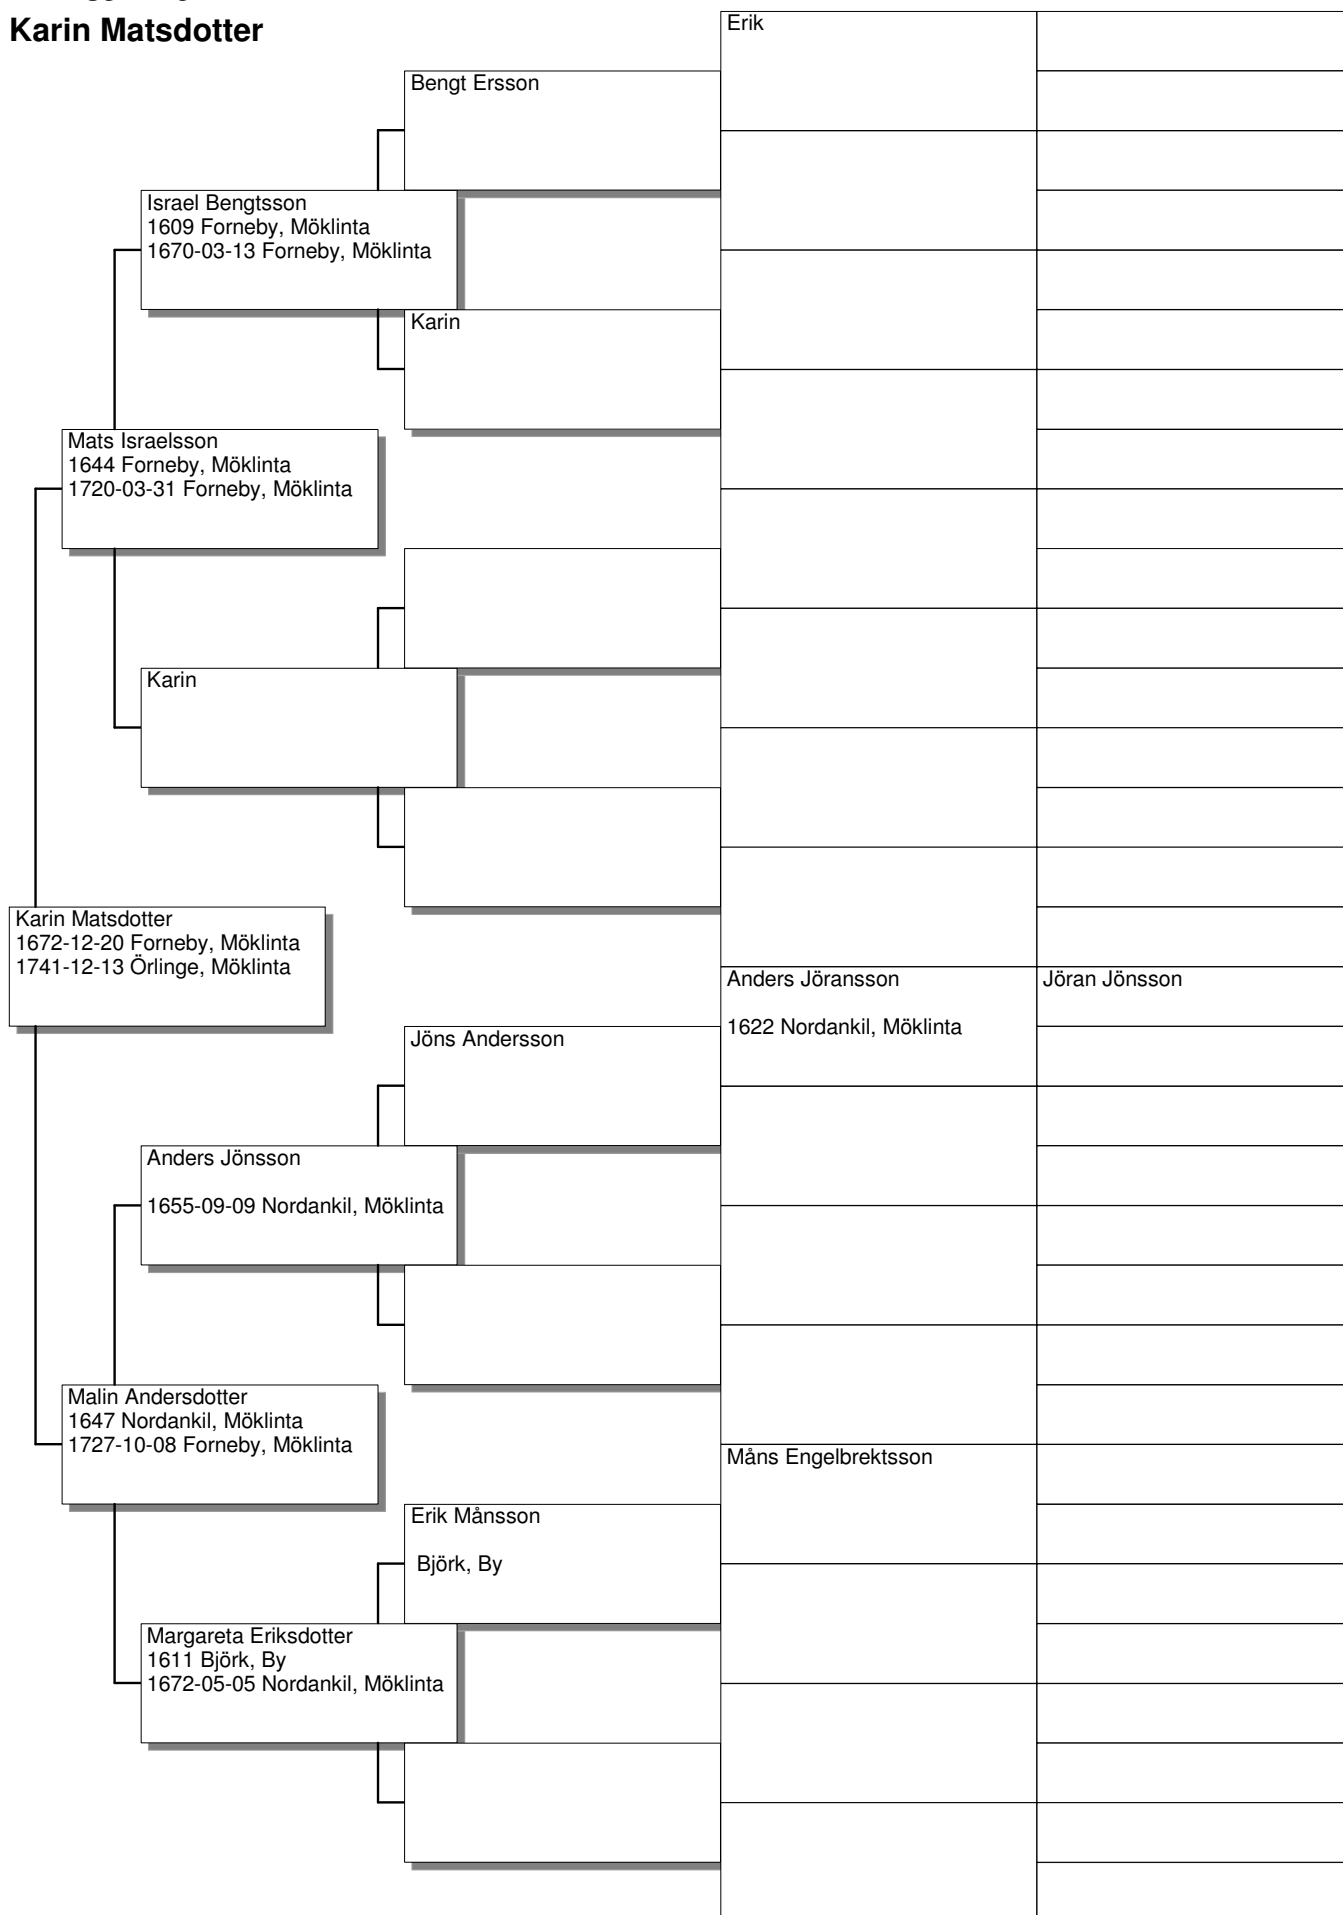 Karin Matsdotter
Erik
Bengt Ersson
Israel Bengtsson
1609 Forneby, Möklinta
1670-03-13 Forneby, Möklinta
Karin
Mats Israelsson
1644 Forneby, Möklinta
1720-03-31 Forneby, Möklinta
Karin
Karin Matsdotter
1672-12-20 Forneby, Möklinta
1741-12-13 Örlinge, Möklinta
Anders Jöransson
1622 Nordankil, Möklinta
Jöran Jönsson
Jöns Andersson
Anders Jönsson
1655-09-09 Nordankil, Möklinta
Malin Andersdotter
1647 Nordankil, Möklinta
1727-10-08 Forneby, Möklinta
Måns Engelbrektsson
Erik Månsson
Björk, By
Margareta Eriksdotter
1611 Björk, By
1672-05-05 Nordankil, Möklinta